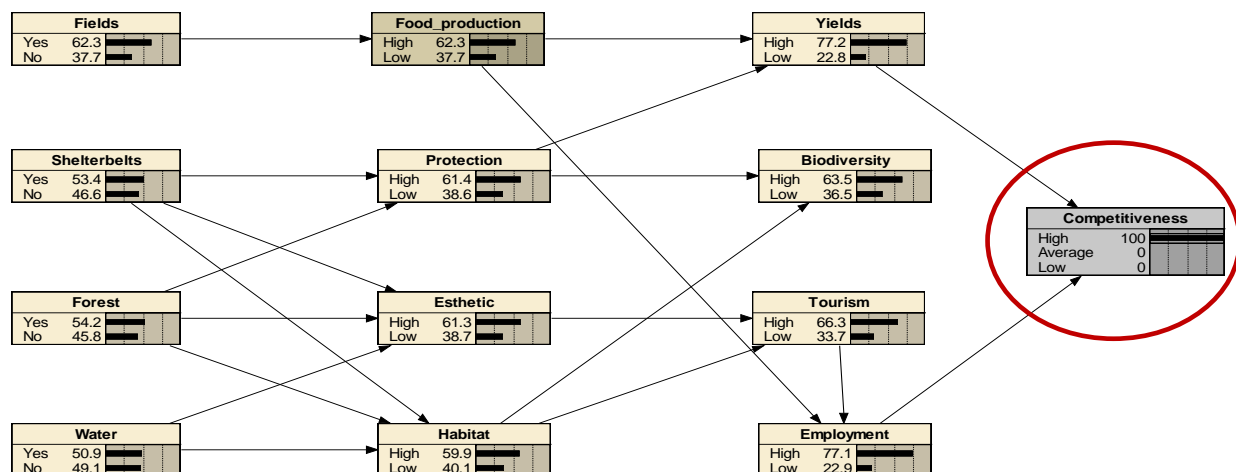 Fields
Yes 62.3
No 37.7
Food_production
High 62.3
Low 37.7
Yields
High 77.2
Low 22.8
Shelterbelts
Yes 53.4
No 46.6
Protection
High 61.4
Low 38.6
Biodiversity
High 63.5
Low 36.5
Competitiveness
High 100
Average 0
Low 0
Forest
Yes 54.2
No 45.8
Esthetic
High 61.3
Low 38.7
Tourism
High 66.3
Low 33.7
Water
Yes 50.9
No 49.1
Habitat
High 59.9
Low 40.1
Employment
High 77.1
Low 22.9